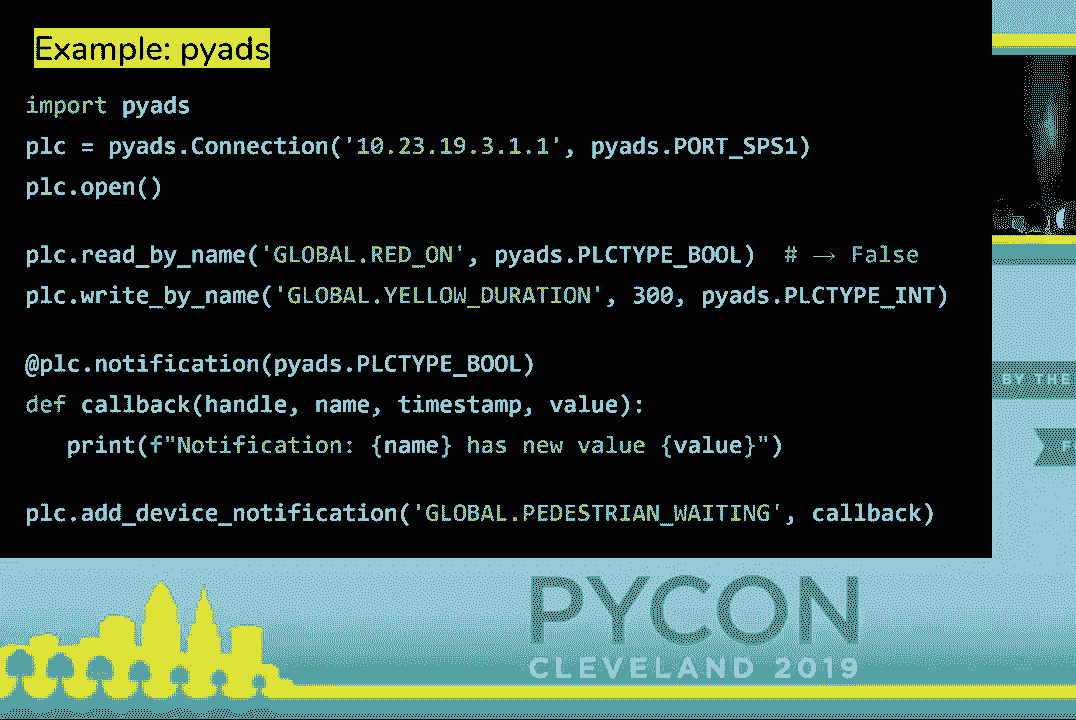 Example: pyads
import pyads
plc = pyads.Connection('10.23.19.3.1.1', pyads.PORT_SPS1)
plc.open()
plc.read_by_name('GLOBAL.RED_ON', pyads.PLCTYPE_BOOL)  # → False
plc.write_by_name('GLOBAL.YELLOW_DURATION', 300, pyads.PLCTYPE_INT)
@plc.notification(pyads.PLCTYPE_BOOL)
def callback(handle, name, timestamp, value):
   print(f"Notification: {name} has new value {value}")
plc.add_device_notification('GLOBAL.PEDESTRIAN_WAITING', callback)
BY THE
F
PYCON
CLEVELAND 2019